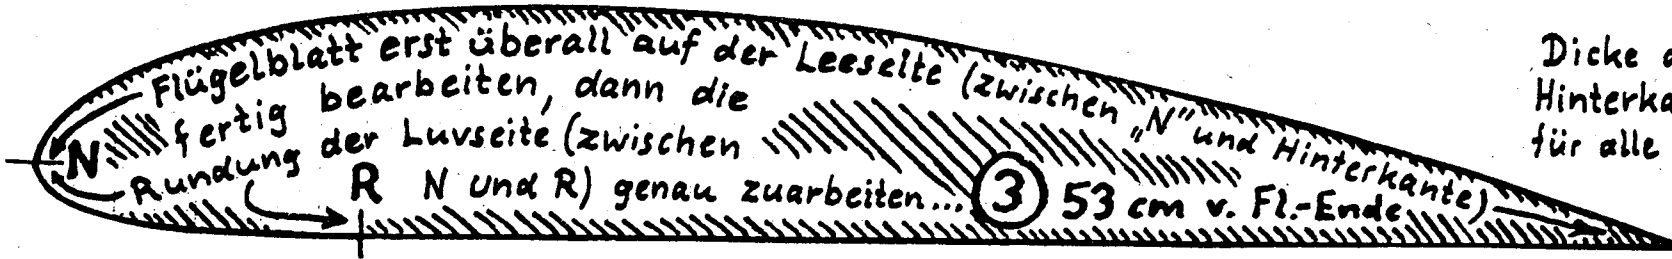 Flügelblatt erst überall auf der Leeseite (zwischen „N" und Hinterkante)
fertig bearbeiten, dann die
Rundung der Luvseite (zwischen
N
R N und R) genau zuarbeiten...
3 53 cm v. Fl.-Ende
Dicke
Hinterka
für alle